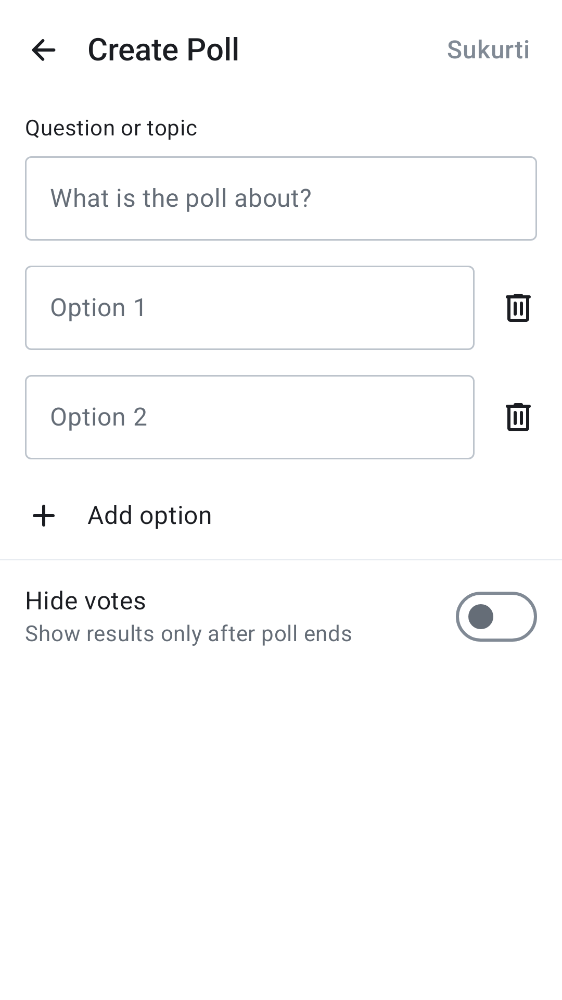 Create Poll
Sukurti
Question or topic
What is the poll about?
Option 1
Option 2
Add option
Hide votes
Show results only after poll ends